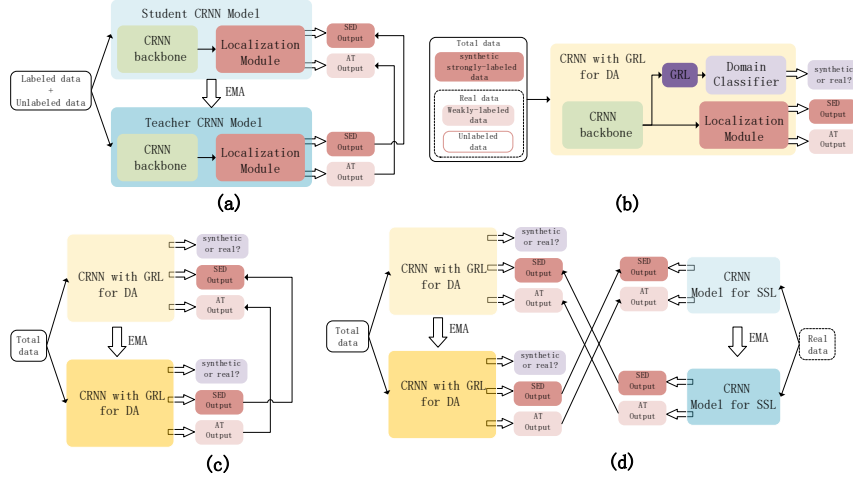 Student CRNN Model
CRNN
backbone
Localization
Module
SED
Output
AT
Output
Labeled data
+
Unlabeled data
EMA
Teacher CRNN Model
CRNN
backbone
Localization
Module
SED
Output
AT
Output
(a)
Total data
synthetic
strongly-labeled
data
Real data
Weakly-labeled
data
Unlabeled
data
CRNN with GRL
for DA
GRL
Domain
Classifier
synthetic
or real?
CRNN
backbone
Localization
Module
SED
Output
AT
Output
(b)
CRNN with GRL
for DA
synthetic
or real?
SED
Output
AT
Output
Total
data
EMA
CRNN with GRL
for DA
synthetic
or real?
SED
Output
AT
Output
(c)
CRNN with GRL
for DA
synthetic
or real?
SED
Output
AT
Output
SED
Output
AT
Output
CRNN
Model for SSL
Total
data
EMA
EMA
Real
data
CRNN with GRL
for DA
synthetic
or real?
SED
Output
AT
Output
SED
Output
AT
Output
CRNN
Model for SSL
(d)